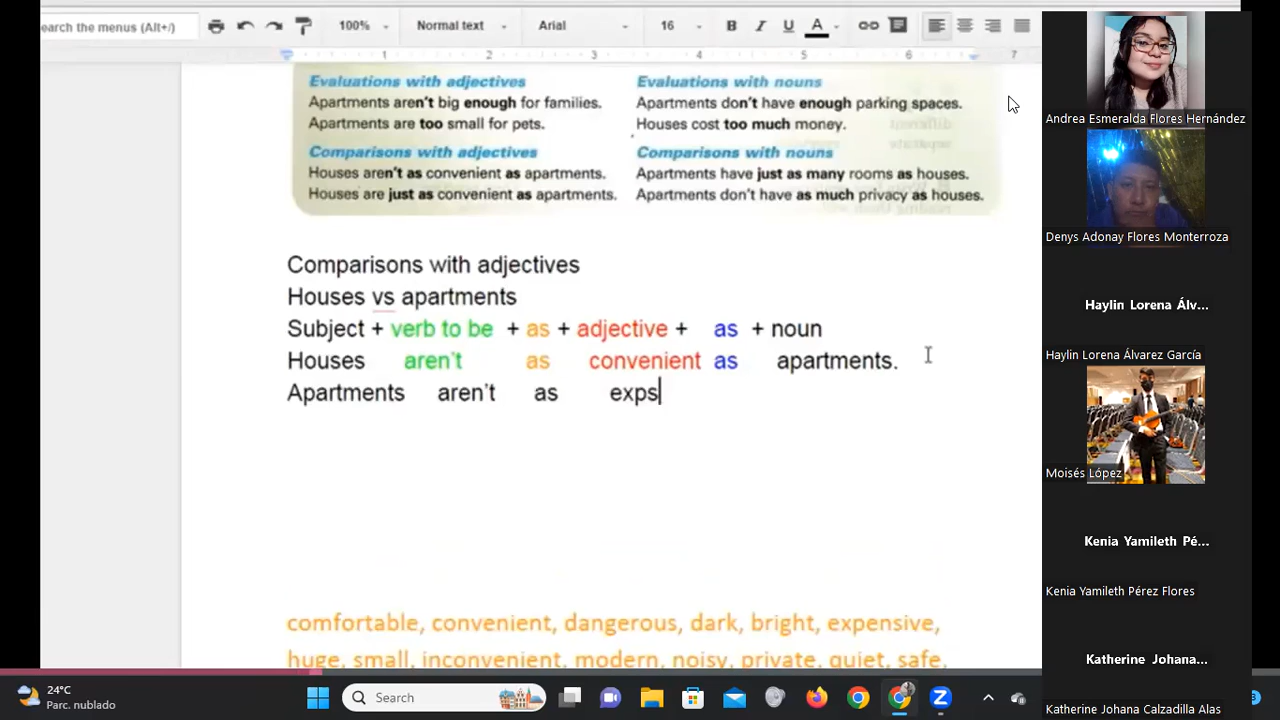 earch the menus (Alt+/)
100%
Normal text
Arial
16
B
I
U
A
1 2 3 4 5 6 7
Evaluations with adjectives
Apartments aren't big enough for families.
Apartments are too small for pets.
Comparisons with adjectives
Houses aren't as convenient as apartments.
Houses are just as convenient as apartments.
Evaluations with nouns
Apartments don't have enough parking spaces.
Houses cost too much money.
Comparisons with nouns
Apartments have just as many rooms as houses.
Apartments don't have as much privacy as houses.
Comparisons with adjectives
Houses vs apartments
Subject + verb to be + as + adjective + as + noun
Houses aren't as convenient as apartments.
Apartments aren't as exps
comfortable, convenient, dangerous, dark, bright, expensive,
huge, small, inconvenient, modern, noisy, private, quiet, safe,
Andrea Esmeralda Flores Hernández
Denys Adonay Flores Monterroza
Haylin Lorena Álv...
Haylin Lorena Álvarez García
Moisés López
Kenia Yamileth Pé...
Kenia Yamileth Pérez Flores
Katherine Johana...
Katherine Johana Calzadilla Alas
24°C
Parc. nublado
Search